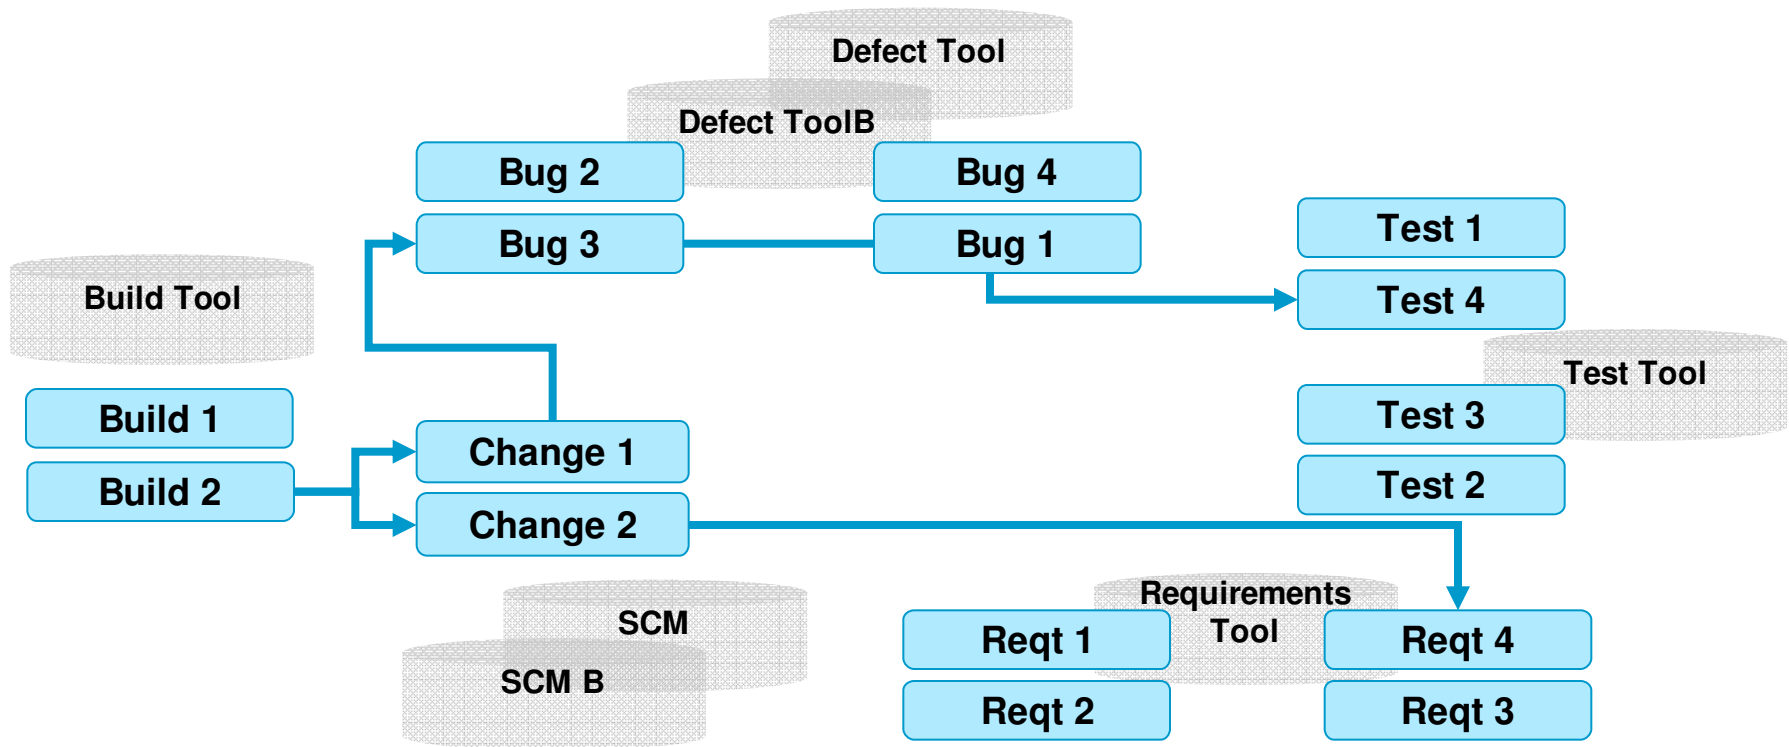 Defect Tool
Defect ToolB
Bug 2
Bug 4
Bug 3
Bug 1
Test 1
Test 4
Build Tool
Test Tool
Build 1
Build 2
Change 1
Change 2
Test 3
Test 2
SCM
SCM B
Requirements
Tool
Reqt 1
Reqt 4
Reqt 2
Reqt 3